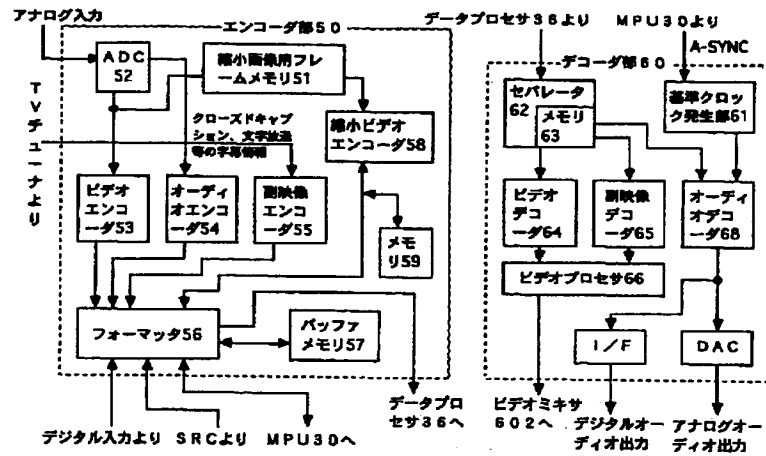 アナログ入力
エンコーダ部50
データプロセサ36より
MPU30より
A-SYNC
デコーダ部60
ADC
52
縮小画像用フレ
ームメモリ51
TVチューナより
クローズドキャプ
ション、文字放送
等の字幕情報
縮小ビデオ
エンコーダ58
セパレータ
62
メモリ
63
基準クロッ
ク発生部61
ビデオ
エンコ
ーダ53
オーデ
ィオエンコ
ーダ54
副映像
エンコ
ーダ55
メモ
リ59
ビデオ
デコ
ーダ64
副映像
デコ
ーダ65
オーデ
ィオデコ
ーダ68
ビデオプロセサ66
フォーマッタ56
バッファ
メモリ57
I/F
DAC
デジタル入力より
SRCより
MPU30へ
データプロ
セサ36へ
ビデオミキサ
602へ
デジタルオー
ディオ出力
アナログオー
ディオ出力